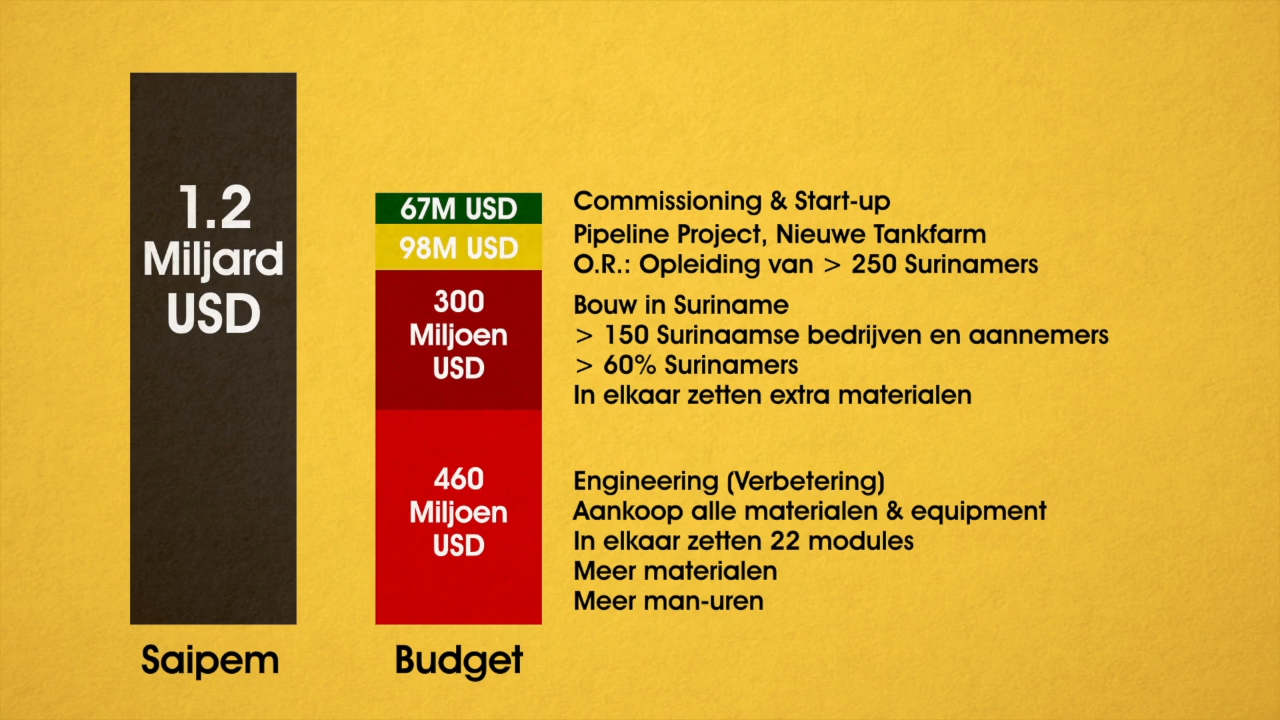 1.2
Miljard
USD
67M USD
Commissioning & Start-up
98M USD
Pipeline Project, Nieuwe Tankfarm
O.R.: Opleiding van > 250 Surinamers
300
Miljoen
USD
Bouw in Suriname
> 150 Surinaamse bedrijven en aannemers
> 60% Surinamers
In elkaar zetten extra materialen
460
Miljoen
USD
Engineering (Verbetering)
Aankoop alle materialen & equipment
In elkaar zetten 22 modules
Meer materialen
Meer man-uren
Saipem
Budget